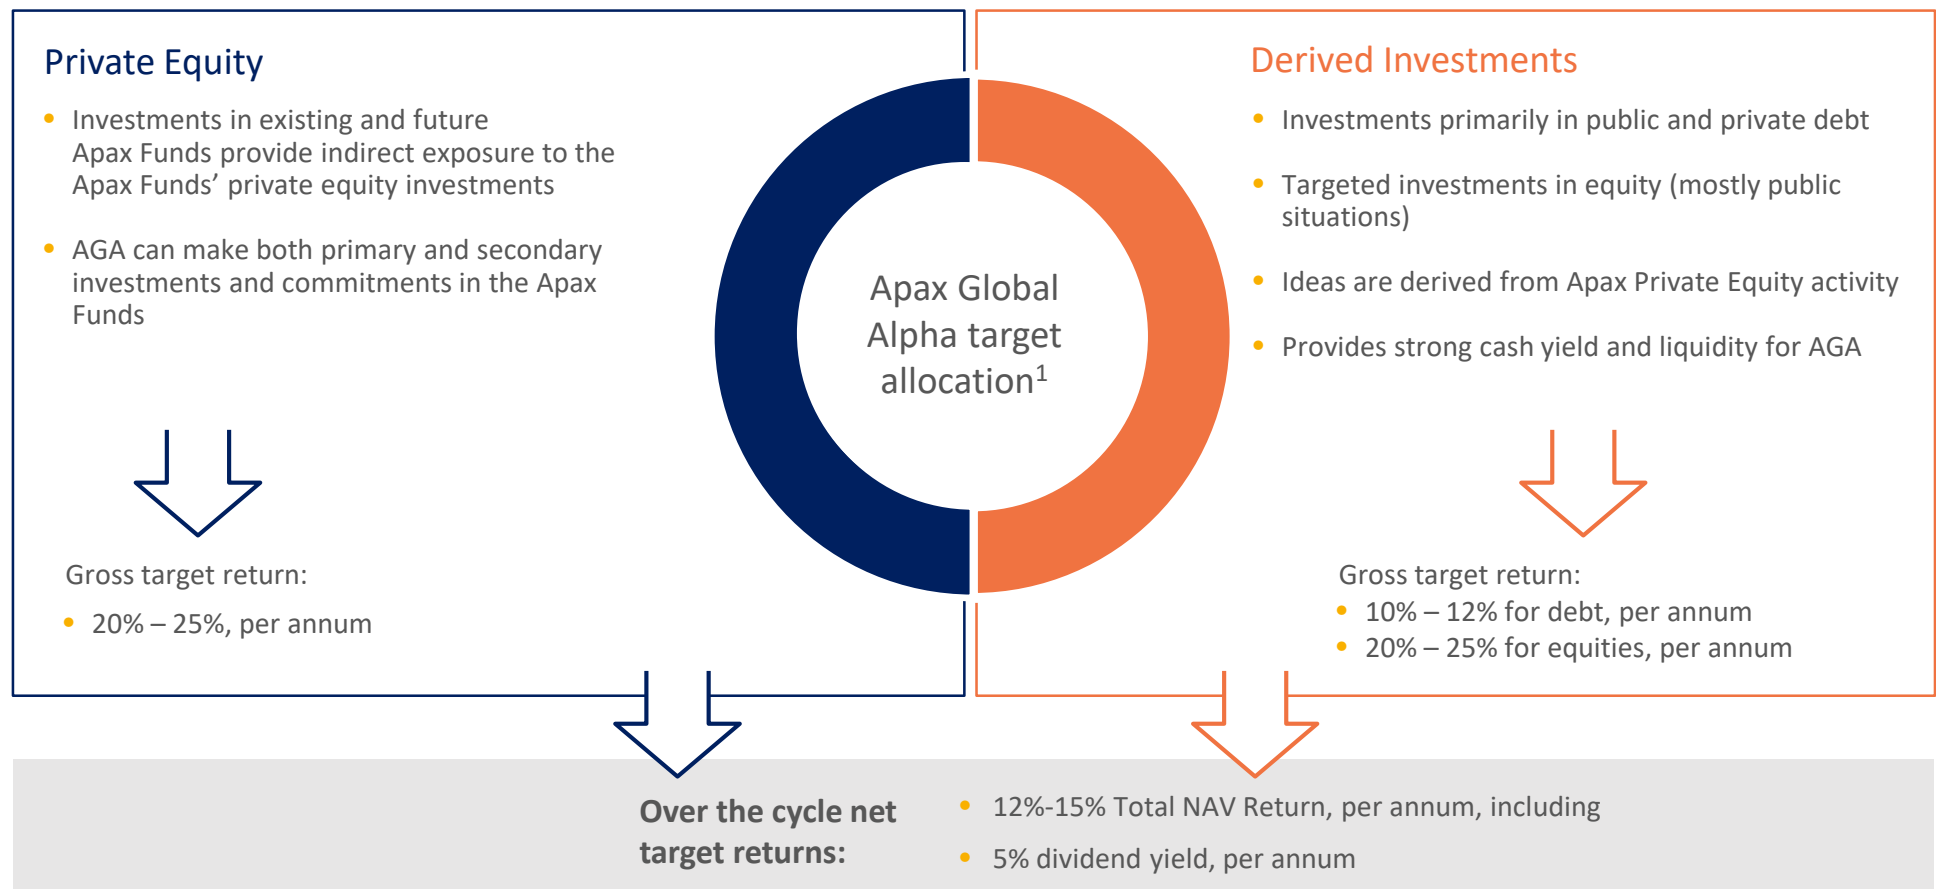 Private Equity
• Investments in existing and future
Apax Funds provide indirect exposure to the
Apax Funds’ private equity investments
• AGA can make both primary and secondary
investments and commitments in the Apax
Funds
Gross target return:
• 20% – 25%, per annum
Apax Global
Alpha target
allocation¹
Derived Investments
• Investments primarily in public and private debt
• Targeted investments in equity (mostly public
situations)
• Ideas are derived from Apax Private Equity activity
• Provides strong cash yield and liquidity for AGA
Gross target return:
• 10% – 12% for debt, per annum
• 20% – 25% for equities, per annum
Over the cycle net
target returns:
• 12%-15% Total NAV Return, per annum, including
• 5% dividend yield, per annum